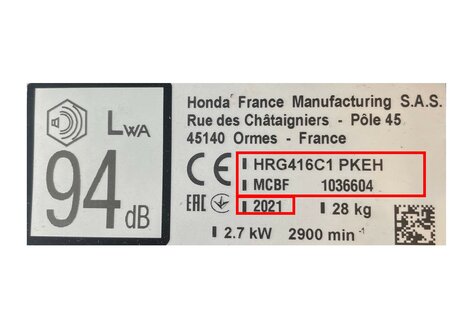 LWA
94 dB
Honda France Manufacturing S.A.S.
Rue des Châtaigniers - Pôle 45
45140 Ormes - France
CE HRG416C1 PKEH
MCBF 1036604
EAC 2021 28 kg
2.7 kW 2900 min⁻¹